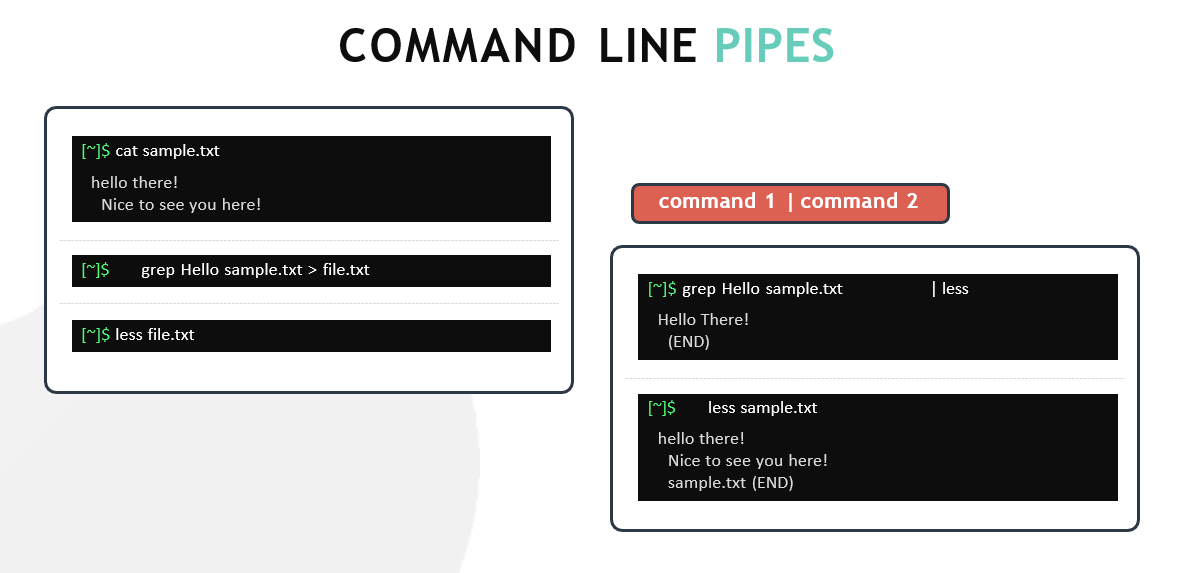 COMMAND LINE PIPES
[~]$ cat sample.txt
hello there!
Nice to see you here!
[~]$ grep Hello sample.txt > file.txt
[~]$ less file.txt
command 1 | command 2
[~]$ grep Hello sample.txt | less
Hello There!
(END)
[~]$ less sample.txt
hello there!
Nice to see you here!
sample.txt (END)